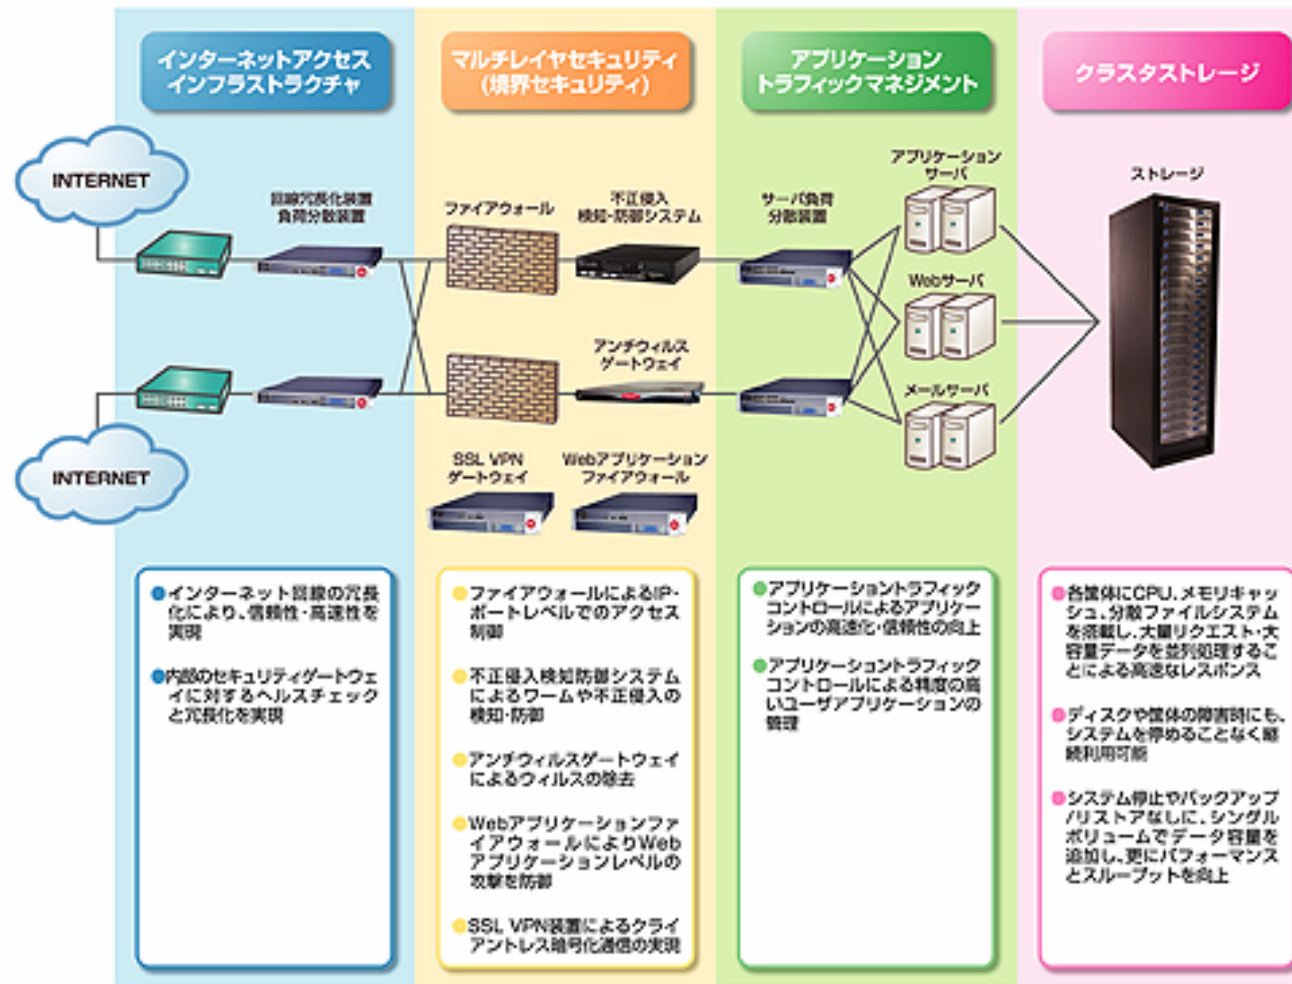 インターネットアクセス
インフラストラクチャ
マルチレイヤセキュリティ
(境界セキュリティ)
アプリケーション
トラフィックマネジメント
クラスタストレージ
INTERNET
回線冗長化装置
負荷分散装置
ファイアウォール
不正侵入
検知・防御システム
サーバ負荷
分散装置
アプリケーション
サーバ
ストレージ
Webサーバ
アンチウィルス
ゲートウェイ
メールサーバ
INTERNET
SSL VPN
ゲートウェイ
Webアプリケーション
ファイアウォール
●インターネット回線の冗長
化により、信頼性・高速性を
実現
●内部のセキュリティゲートウェ
イに対するヘルスチェック
と冗長化を実現
●ファイアウォールによるIP・
ポートレベルでのアクセス
制御
●不正侵入検知防御システム
によるワームや不正侵入の
検知・防御
●アンチウィルスゲートウェイ
によるウィルスの除去
●Webアプリケーションファ
イアウォールによりWeb
アプリケーションレベルの
攻撃を防御
●SSL VPN装置によるクライ
アントレス暗号化通信の実現
●アプリケーショントラフィック
コントロールによるアプリケー
ションの高速化・信頼性の向上
●アプリケーショントラフィック
コントロールによる精度の高
いユーザアプリケーションの
管理
●各筐体にCPU、メモリキャッ
シュ、分散ファイルシステム
を搭載し、大量リクエスト・大
容量データを並列処理するこ
とによる高速なレスポンス
●ディスクや筐体の障害時にも、
システムを停めることなく継
続利用可能
●システム停止やバックアップ
/リストアなしに、シングル
ボリュームでデータ容量を
追加し、更にパフォーマンス
とスループットを向上